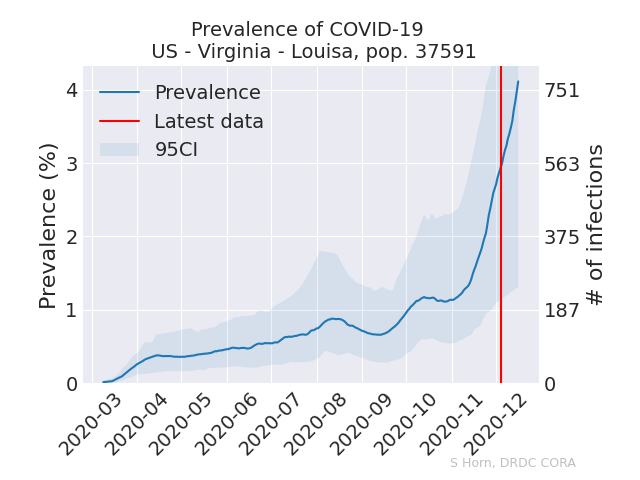 Prevalence of COVID-19
US - Virginia - Louisa, pop. 37591
Prevalence
Latest data
95CI
4
3
2
1
0
Prevalence (%)
751
563
375
187
0
# of infections
2020-03
2020-04
2020-05
2020-06
2020-07
2020-08
2020-09
2020-10
2020-11
2020-12
S Horn, DRDC CORA